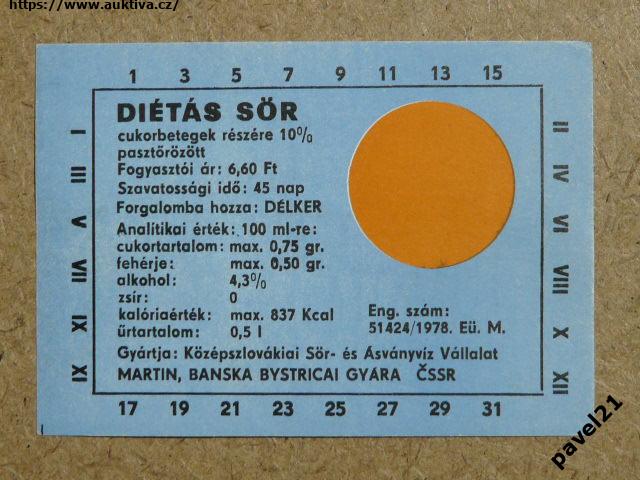 https://www.auktiva.cz/
1 3 5 7 9 11 13 15
I
III
V
VII
IX
XI
DIÉTÁS SÖR
cukorbetegek részére 10%
pasztőrözött
Fogyasztói ár: 6,60 Ft
Szavatossági idő: 45 nap
Forgalomba hozza: DÉLKER
Analitikai érték: 100 ml-re:
cukortartalom: max. 0,75 gr.
fehérje: max. 0,50 gr.
alkohol: 4,3%
zsír: 0
kalóriaérték: max. 837 Kcal
űrtartalom: 0,5 l
Eng. szám:
51424/1978. Eü. M.
Gyártja: Középszlovákiai Sör- és Ásványvíz Vállalat
MARTIN, BANSKA BYSTRICAI GYÁRA ČSSR
II
IV
VI
VIII
X
XII
17 19 21 23 25 27 29 31
pavel21